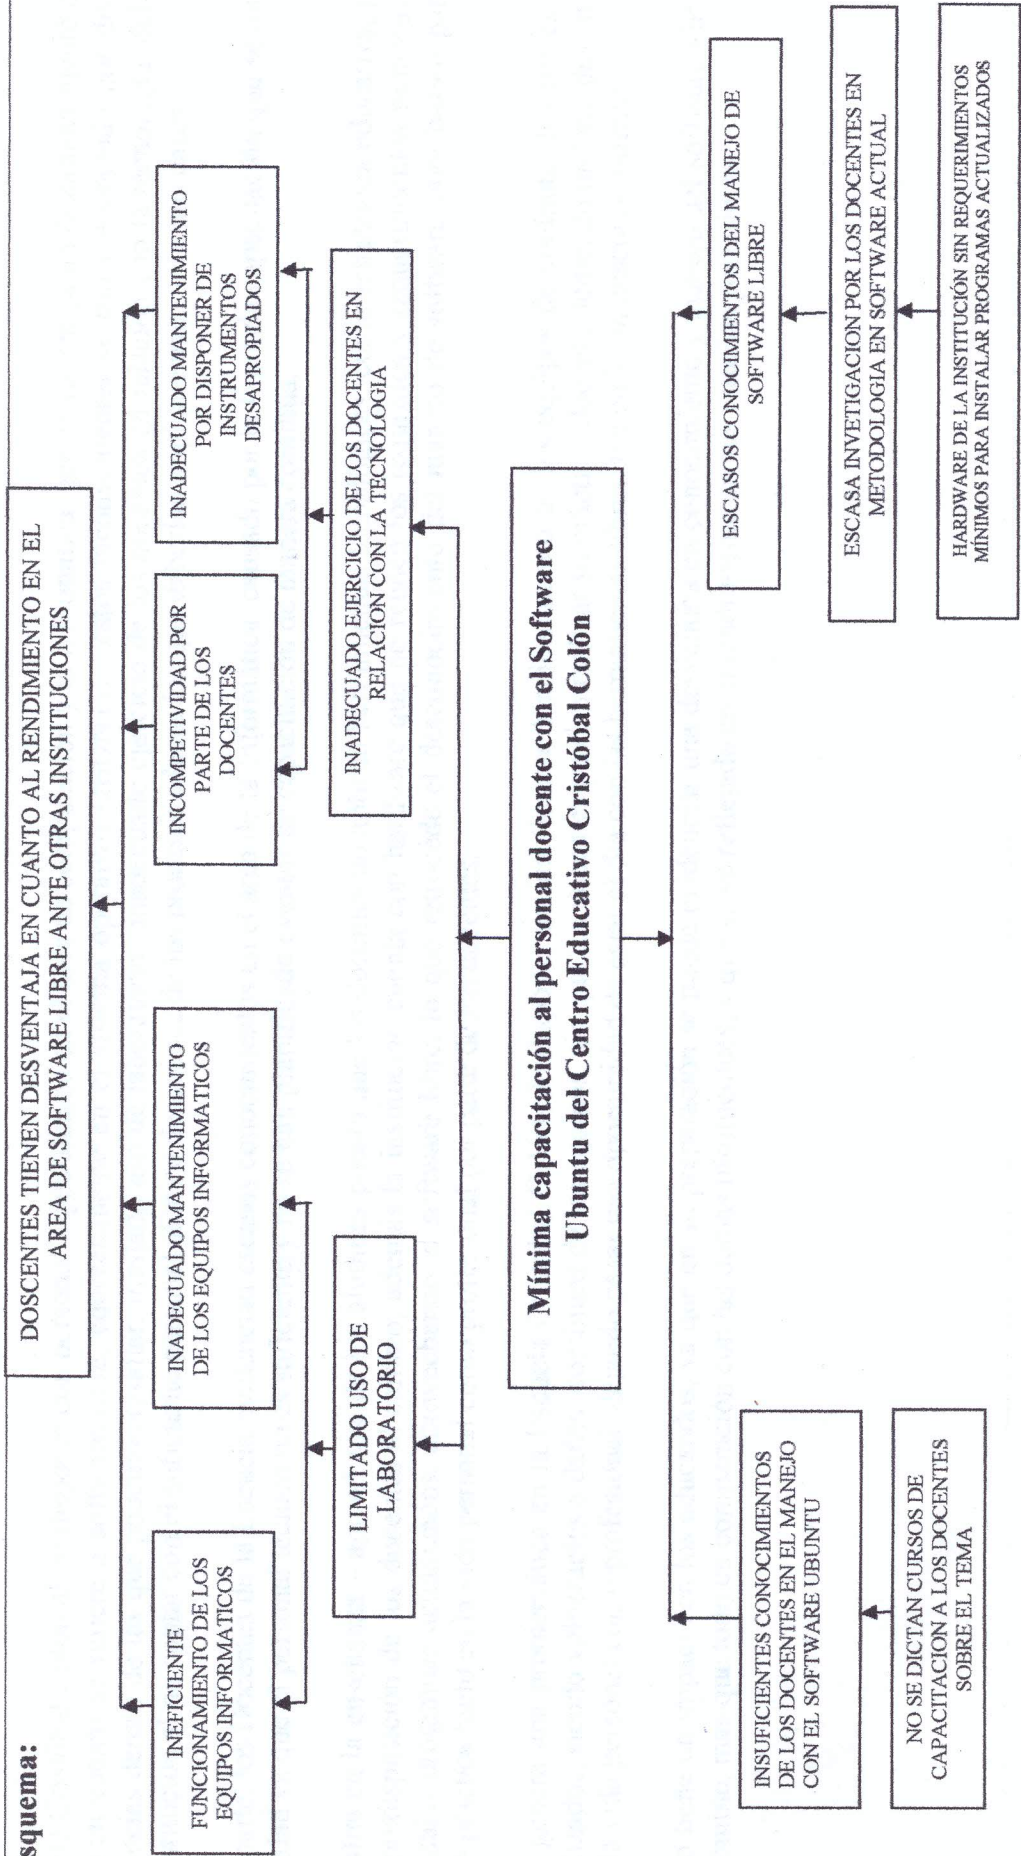 squema:
DOSCENTES TIENEN DESVENTAJA EN CUANTO AL RENDIMIENTO EN EL
AREA DE SOFTWARE LIBRE ANTE OTRAS INSTITUCIONES
INEFICIENTE
FUNCIONAMIENTO DE LOS
EQUIPOS INFORMATICOS
INADECUADO MANTENIMIENTO
DE LOS EQUIPOS INFORMATICOS
INCOMPETIVIDAD POR
PARTE DE LOS
DOCENTES
INADECUADO MANTENIMIENTO
POR DISPONER DE
INSTRUMENTOS
DESAPROPIADOS
LIMITADO USO DE
LABORATORIO
INADECUADO EJERCICIO DE LOS DOCENTES EN
RELACION CON LA TECNOLOGIA
Mínima capacitación al personal docente con el Software
Ubuntu del Centro Educativo Cristóbal Colón
INSUFICIENTES CONOCIMIENTOS
DE LOS DOCENTES EN EL MANEJO
CON EL SOFTWARE UBUNTU
NO SE DICTAN CURSOS DE
CAPACITACION A LOS DOCENTES
SOBRE EL TEMA
ESCASOS CONOCIMIENTOS DEL MANEJO DE
SOFTWARE LIBRE
ESCASA INVETIGACION POR LOS DOCENTES EN
METODOLOGIA EN SOFTWARE ACTUAL
HARDWARE DE LA INSTITUCIÓN SIN REQUERIMIENTOS
MÍNIMOS PARA INSTALAR PROGRAMAS ACTUALIZADOS